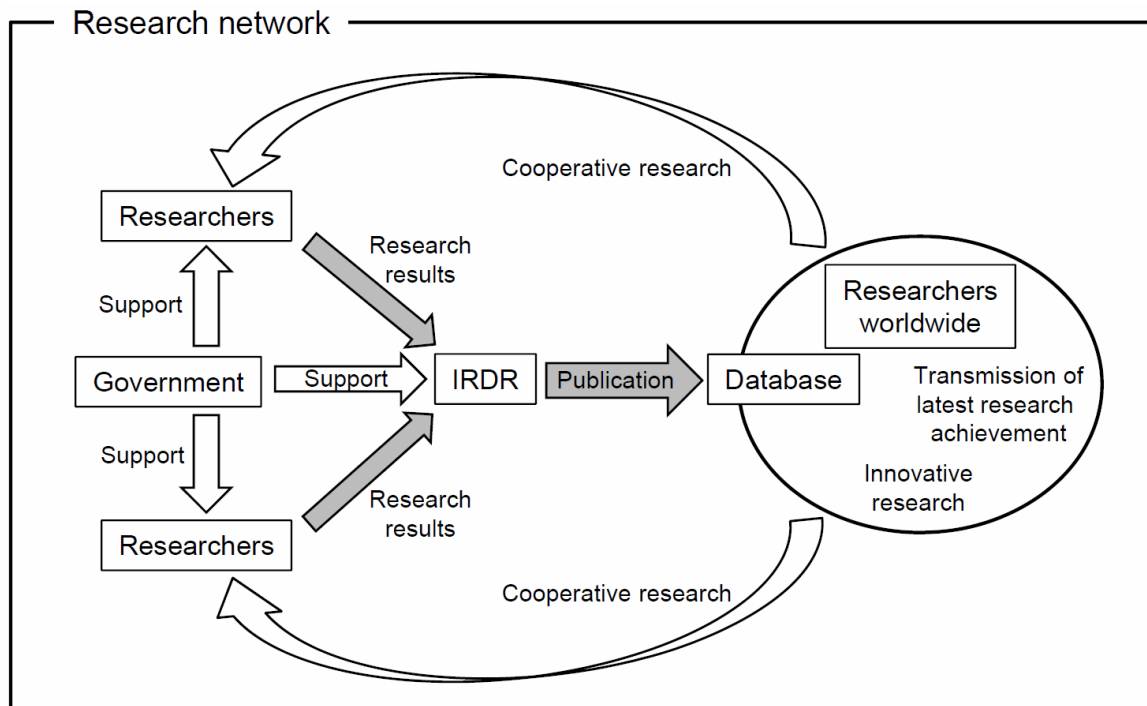 Research network
Cooperative research
Researchers
Research
results
Support
Researchers
worldwide
Government
Support
IRDR
Publication
Database
Transmission of
latest research
achievement
Support
Innovative
research
Research
results
Researchers
Cooperative research